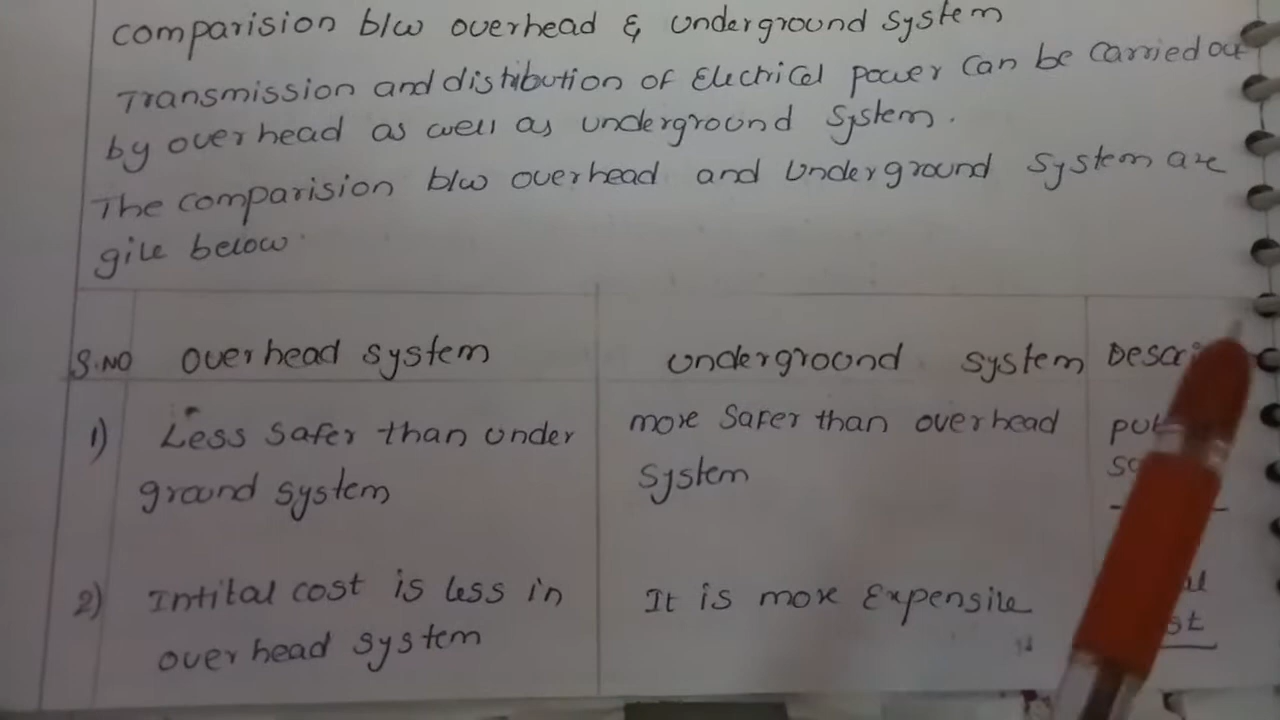 comparision b/w overhead & underground system
Transmission and distribution of Electrical power can be carried out
by overhead as well as underground system.
The comparision b/w overhead and underground system are
give below
S.NO overhead system underground system
1) Less safer than under more safer than overhead
ground system system
2) Intital cost is less in It is more Expensive
overhead system